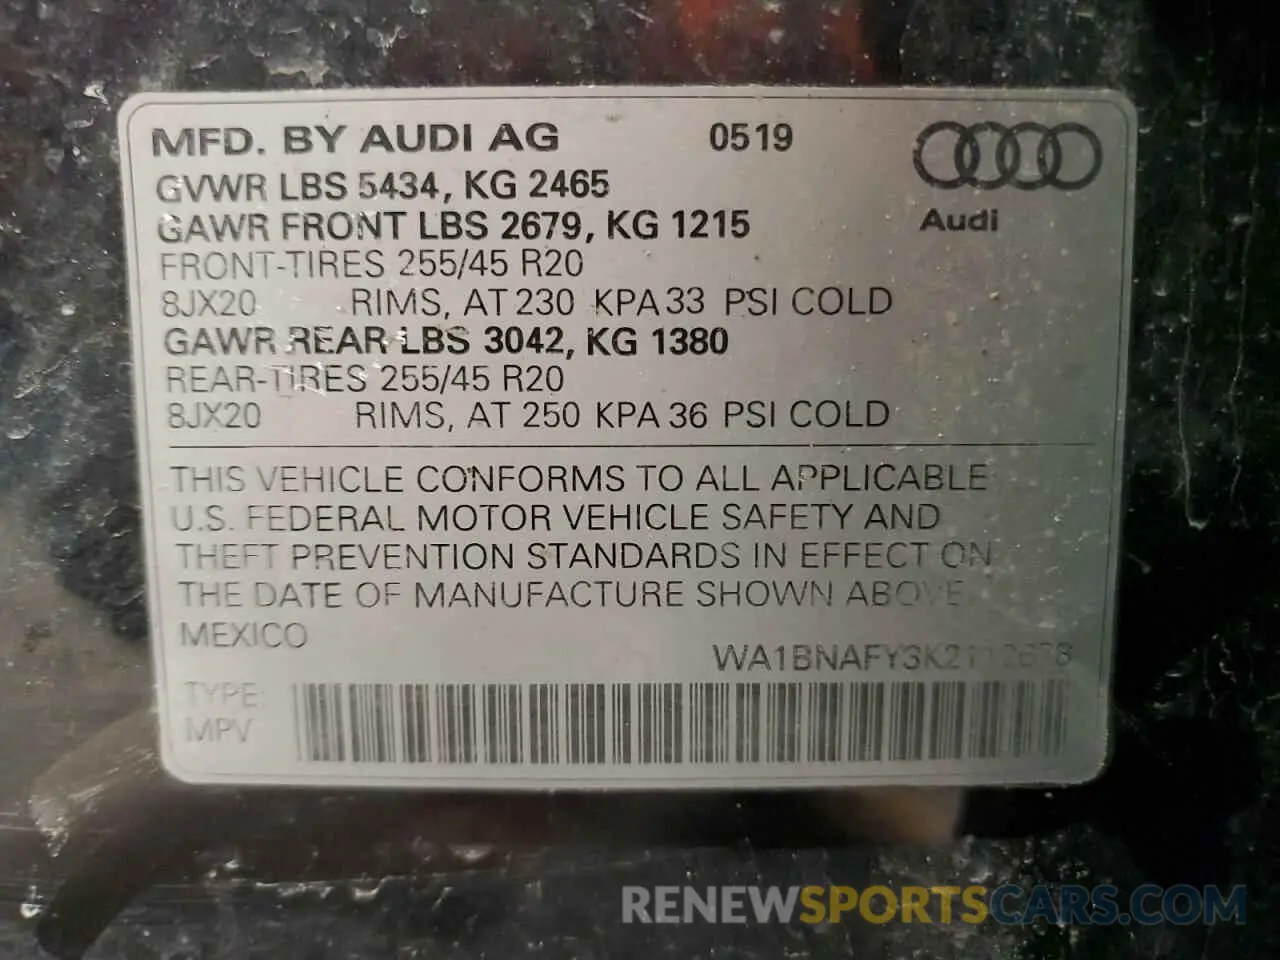 MFD. BY AUDI AG 0519
GVWR LBS 5434, KG 2465
GAWR FRONT LBS 2679, KG 1215
Audi
FRONT-TIRES 255/45 R20
8JX20 RIMS, AT 230 KPA 33 PSI COLD
GAWR REAR LBS 3042, KG 1380
REAR-TIRES 255/45 R20
8JX20 RIMS, AT 250 KPA 36 PSI COLD
THIS VEHICLE CONFORMS TO ALL APPLICABLE
U.S. FEDERAL MOTOR VEHICLE SAFETY AND
THEFT PREVENTION STANDARDS IN EFFECT ON
THE DATE OF MANUFACTURE SHOWN ABOVE.
MEXICO
TYPE:
MPV
RENEWSPORTSCARS.COM